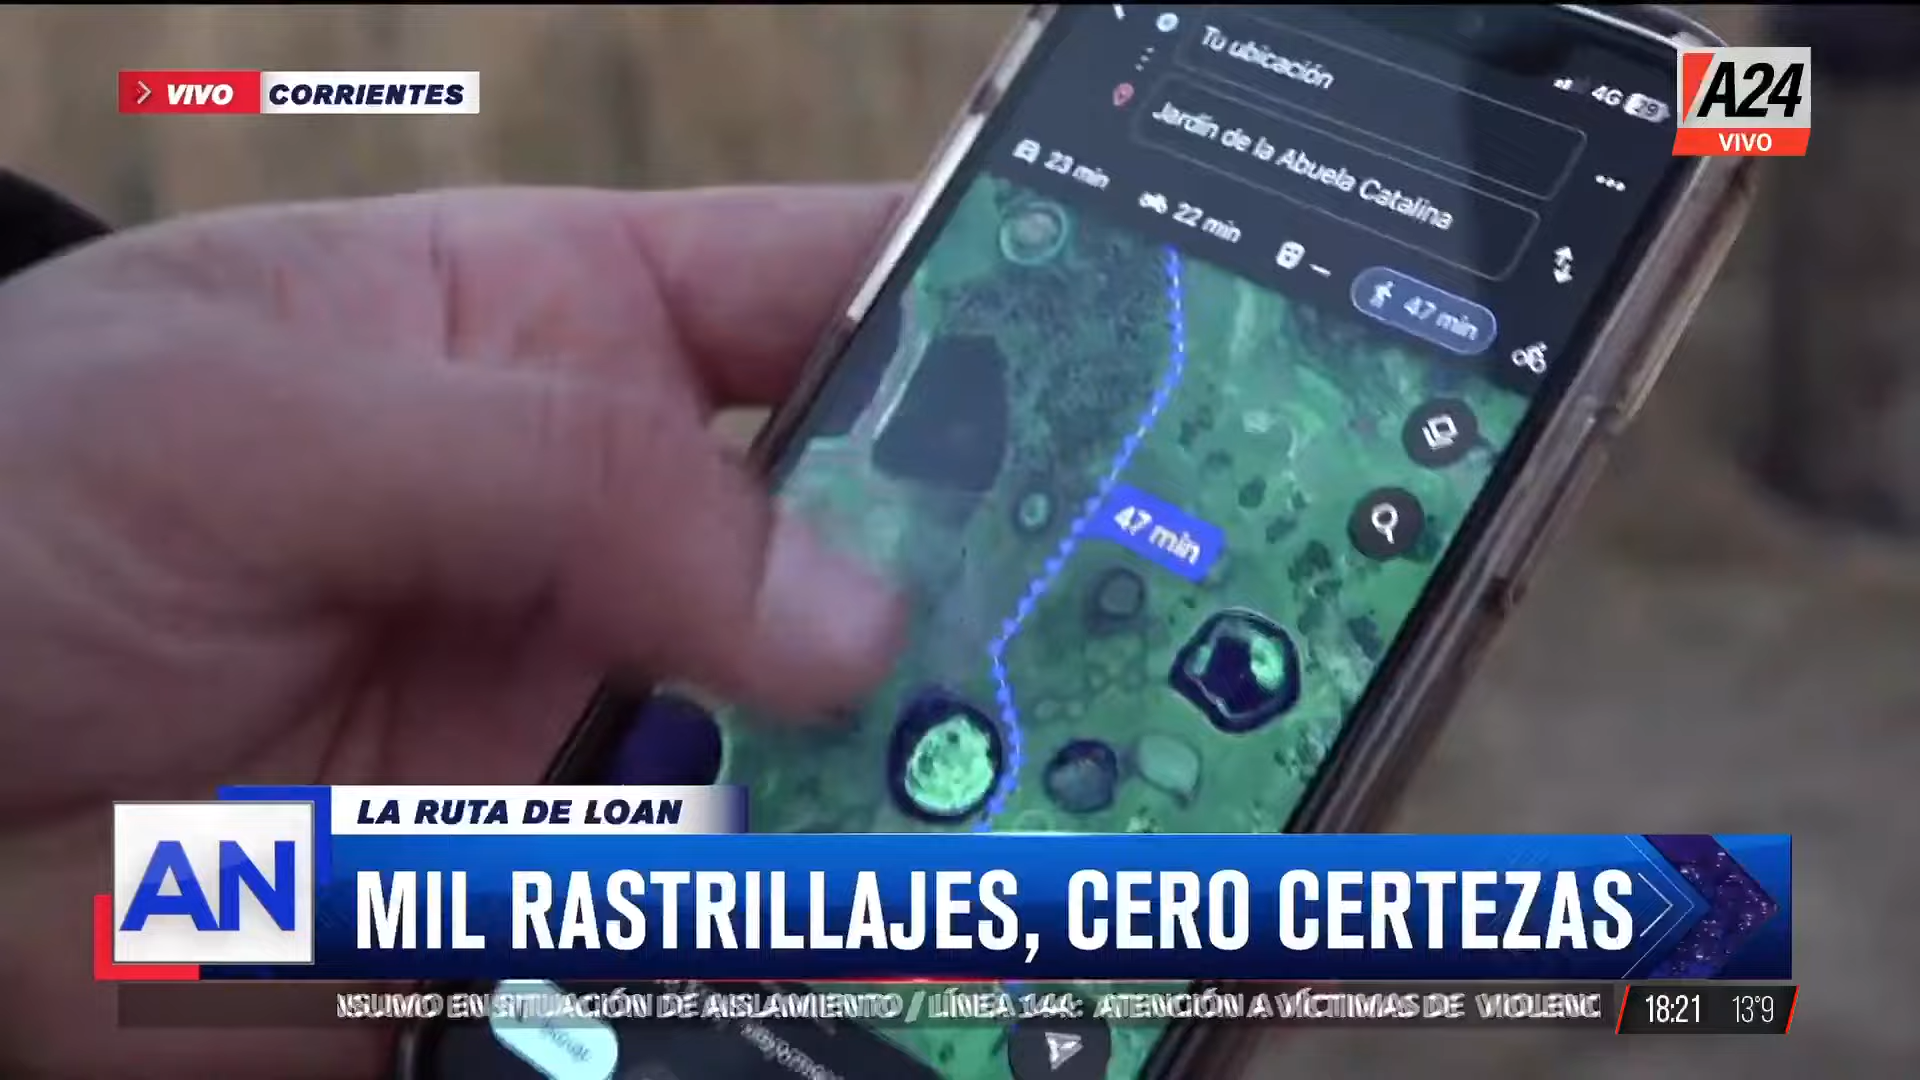 VIVO CORRIENTES
A24
VIVO
Tu ubicación
4G 29
Jardín de la Abuela Catalina
23 min
22 min
47 min
47 min
LA RUTA DE LOAN
AN
MIL RASTRILLAJES, CERO CERTEZAS
NSUMO EN SITUACIÓN DE AISLAMIENTO / LÍNEA 144: ATENCIÓN A VÍCTIMAS DE VIOLENC
18:21 13°9